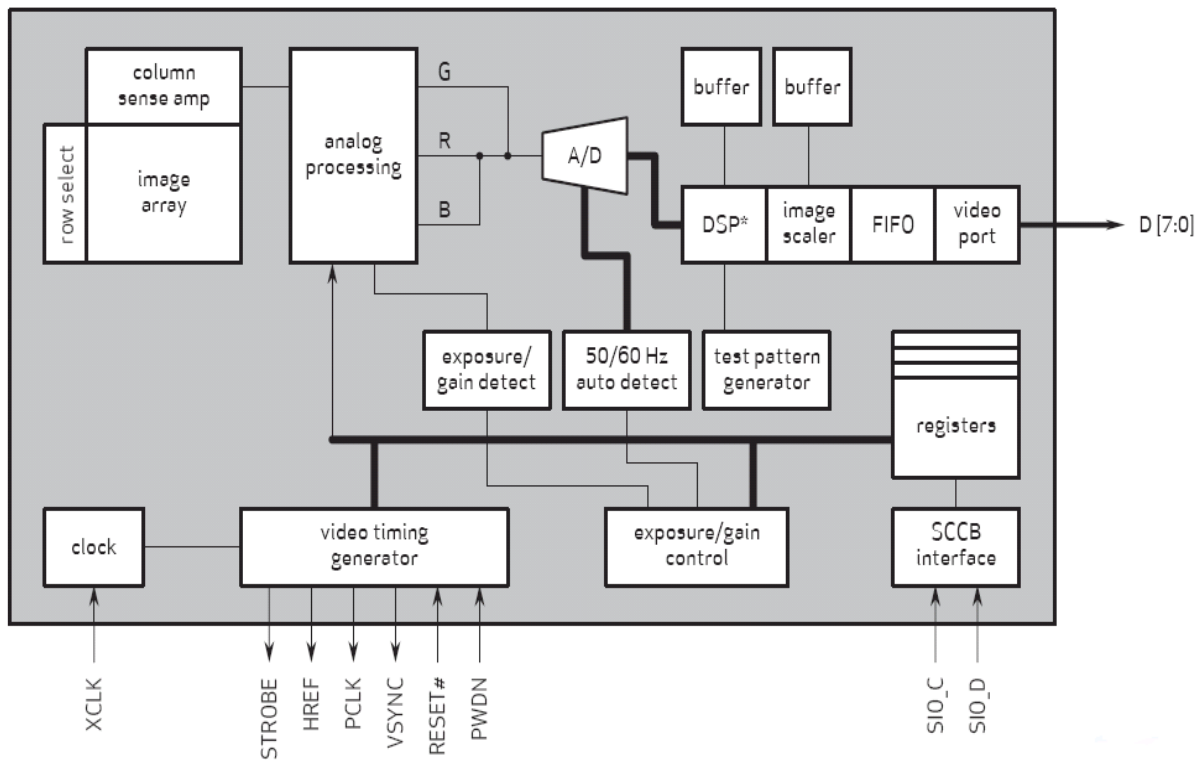 column
sense amp
row select
image
array
analog
processing
G
R
B
A/D
buffer
buffer
DSP*
image
scaler
FIFO
video
port
D [7:0]
exposure/
gain detect
50/60 Hz
auto detect
test pattern
generator
registers
clock
video timing
generator
exposure/gain
control
SCCB
interface
XCLK
STROBE
HREF
PCLK
VSYNC
RESET#
PWDN
SIO_C
SIO_D